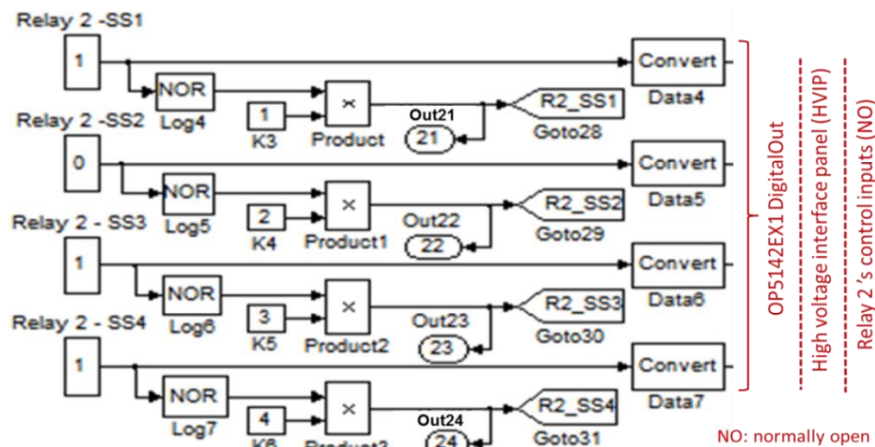 Relay 2 -SS1
1
NOR
Log4
1
K3
×
Product
Out21
21
R2_SS1
Goto28
Convert
Data4
Relay 2 -SS2
0
NOR
Log5
2
K4
×
Product1
Out22
22
R2_SS2
Goto29
Convert
Data5
Relay 2 - SS3
1
NOR
Log6
3
K5
×
Product2
Out23
23
R2_SS3
Goto30
Convert
Data6
Relay 2 - SS4
1
NOR
Log7
4
K6
×
Product3
Out24
24
R2_SS4
Goto31
Convert
Data7
OP5142EX1 DigitalOut
High voltage interface panel (HVIP)
Relay 2 's control inputs (NO)
NO: normally open